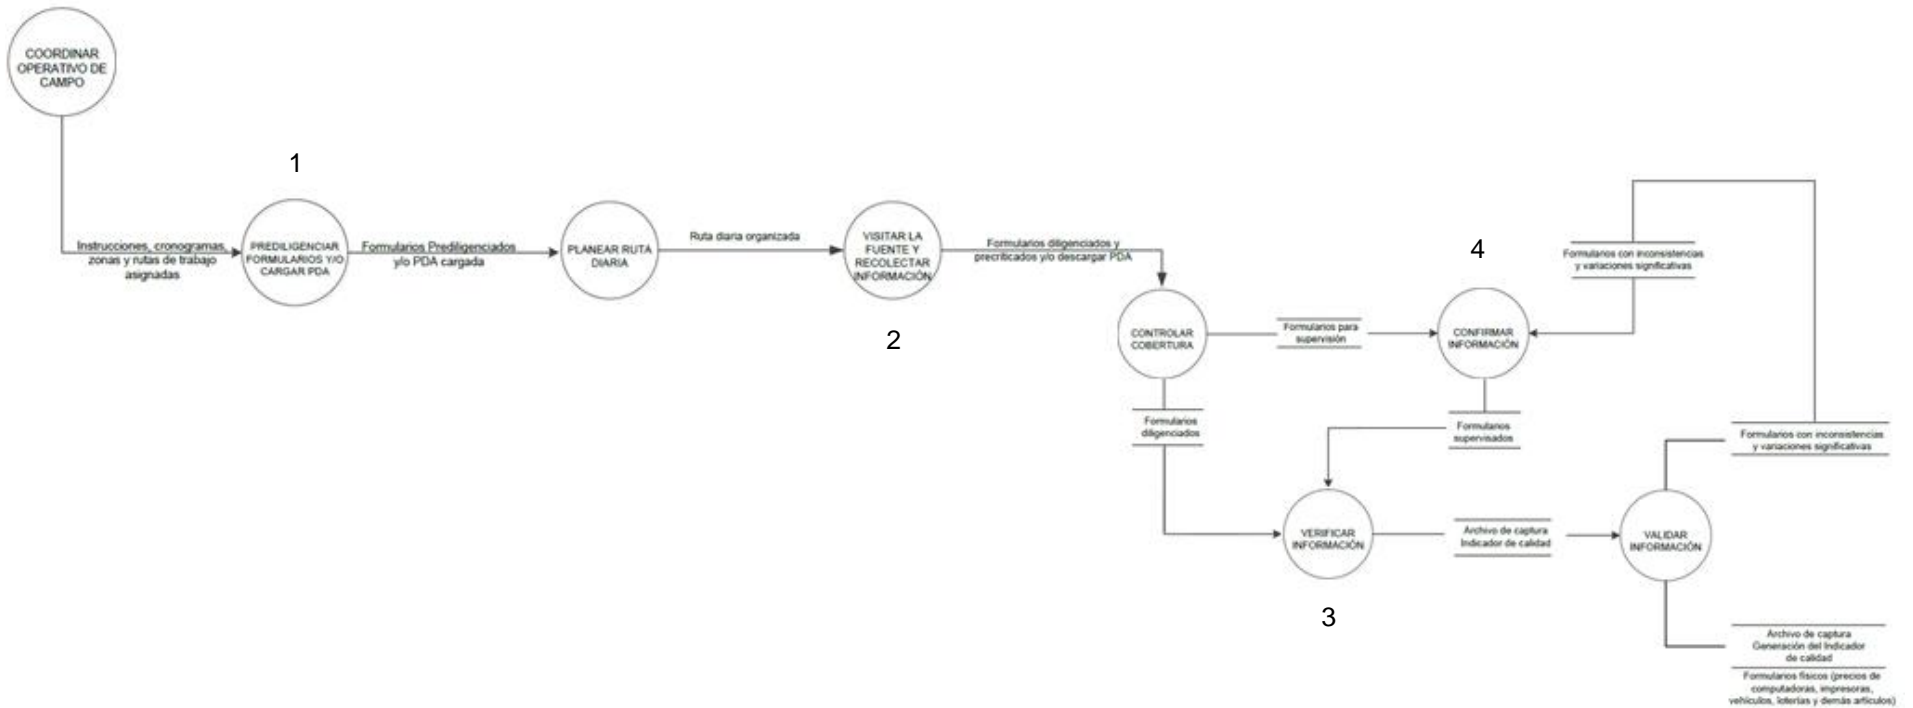 COORDINAR
OPERATIVO DE
CAMPO
1
Instrucciones, cronogramas,
zonas y rutas de trabajo
asignadas
PREDILIGENCIAR
FORMULARIOS Y/O
CARGAR PDA
Formularios Prediligenciados
y/o PDA cargada
PLANEAR RUTA
DIARIA
Ruta diaria organizada
VISITAR LA
FUENTE Y
RECOLECTAR
INFORMACIÓN
2
Formularios diligenciados y
precriticados y/o descargar PDA
CONTROLAR
COBERTURA
Formularios para
supervisión
4
CONFIRMAR
INFORMACIÓN
Formularios con inconsistencias
y variaciones significativas
Formularios
diligenciados
Formularios
supervisados
Formularios con inconsistencias
y variaciones significativas
VERIFICAR
INFORMACIÓN
3
Archivo de captura
Indicador de calidad
VALIDAR
INFORMACIÓN
Archivo de captura
Generación del Indicador
de calidad
Formularios físicos (precios de
computadoras, impresoras,
vehículos, loterías y demás artículos)